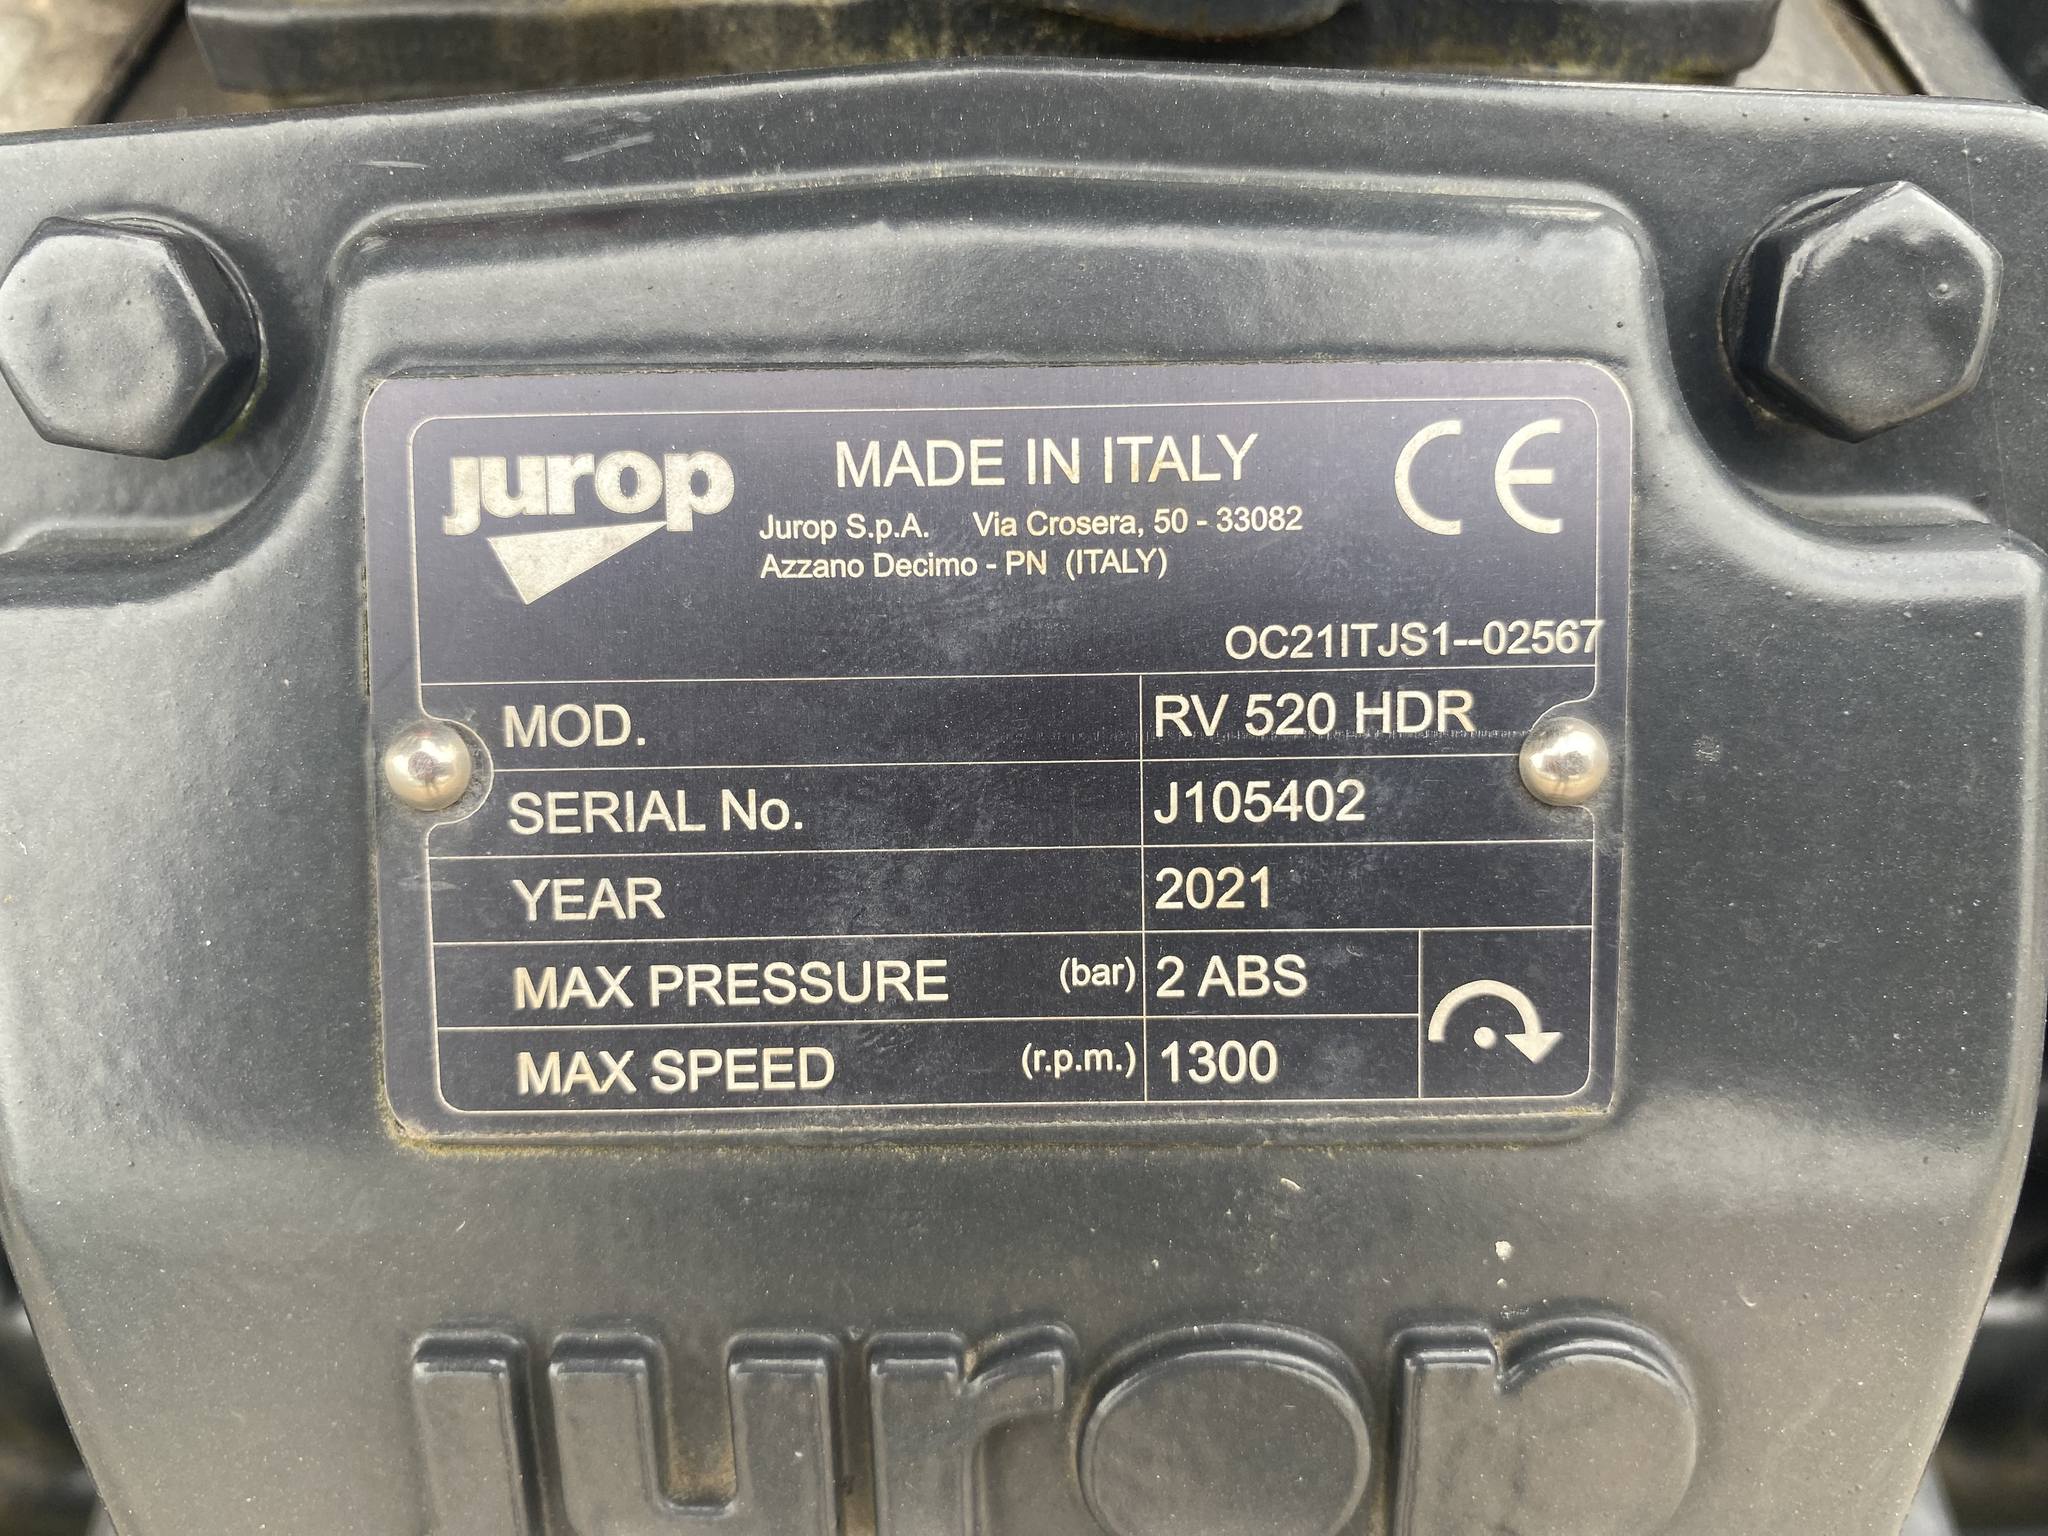 jurop
MADE IN ITALY
CE
Jurop S.p.A. Via Crosera, 50 - 33082
Azzano Decimo - PN (ITALY)
OC21ITJS1--02567
MOD. RV 520 HDR
SERIAL No. J105402
YEAR 2021
MAX PRESSURE (bar) 2 ABS
MAX SPEED (r.p.m.) 1300
jurop